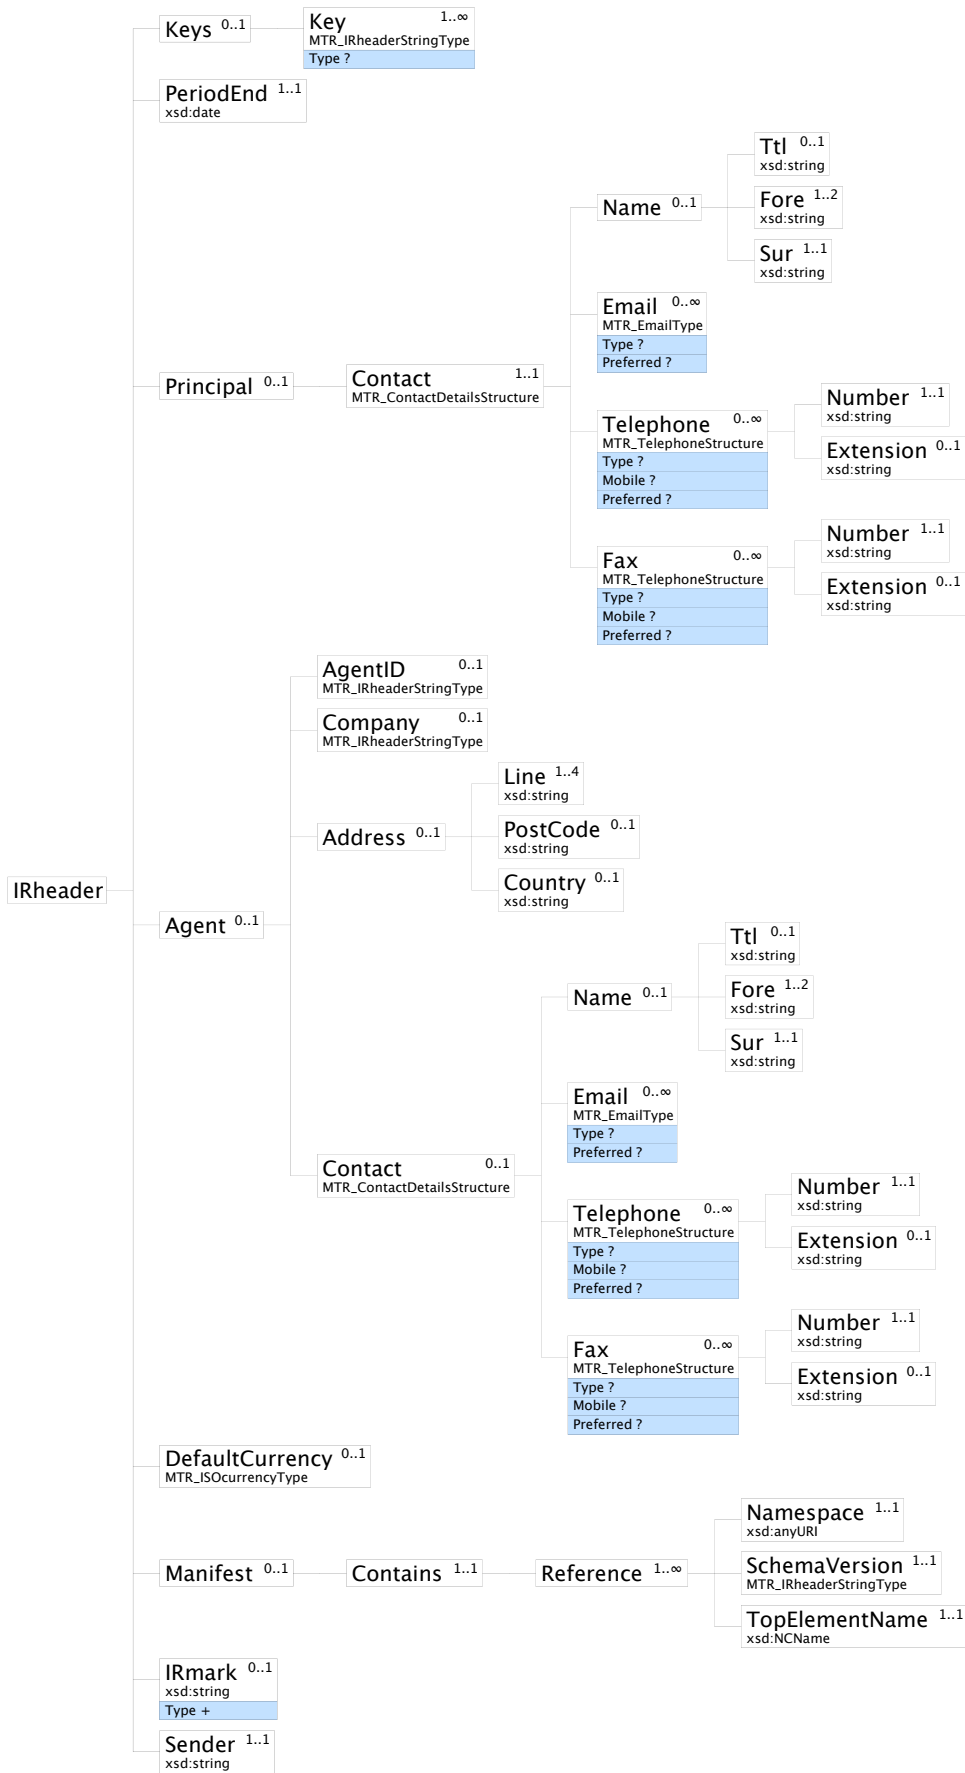 Keys 0..1
Key 1..∞
MTR_IRheaderStringType
Type ?
PeriodEnd 1..1
xsd:date
Ttl 0..1
xsd:string
Name 0..1
Fore 1..2
xsd:string
Sur 1..1
xsd:string
Email 0..∞
MTR_EmailType
Type ?
Preferred ?
Principal 0..1
Contact 1..1
MTR_ContactDetailsStructure
Telephone 0..∞
MTR_TelephoneStructure
Type ?
Mobile ?
Preferred ?
Number 1..1
xsd:string
Extension 0..1
xsd:string
Fax 0..∞
MTR_TelephoneStructure
Type ?
Mobile ?
Preferred ?
Number 1..1
xsd:string
Extension 0..1
xsd:string
AgentID 0..1
MTR_IRheaderStringType
Company 0..1
MTR_IRheaderStringType
Address 0..1
Line 1..4
xsd:string
PostCode 0..1
xsd:string
Country 0..1
xsd:string
IRheader
Agent 0..1
Ttl 0..1
xsd:string
Name 0..1
Fore 1..2
xsd:string
Sur 1..1
xsd:string
Email 0..∞
MTR_EmailType
Type ?
Preferred ?
Contact 0..1
MTR_ContactDetailsStructure
Telephone 0..∞
MTR_TelephoneStructure
Type ?
Mobile ?
Preferred ?
Number 1..1
xsd:string
Extension 0..1
xsd:string
Fax 0..∞
MTR_TelephoneStructure
Type ?
Mobile ?
Preferred ?
Number 1..1
xsd:string
Extension 0..1
xsd:string
DefaultCurrency 0..1
MTR_ISOcurrencyType
Manifest 0..1
Contains 1..1
Reference 1..∞
Namespace 1..1
xsd:anyURI
SchemaVersion 1..1
MTR_IRheaderStringType
TopElementName 1..1
xsd:NCName
IRmark 0..1
xsd:string
Type +
Sender 1..1
xsd:string